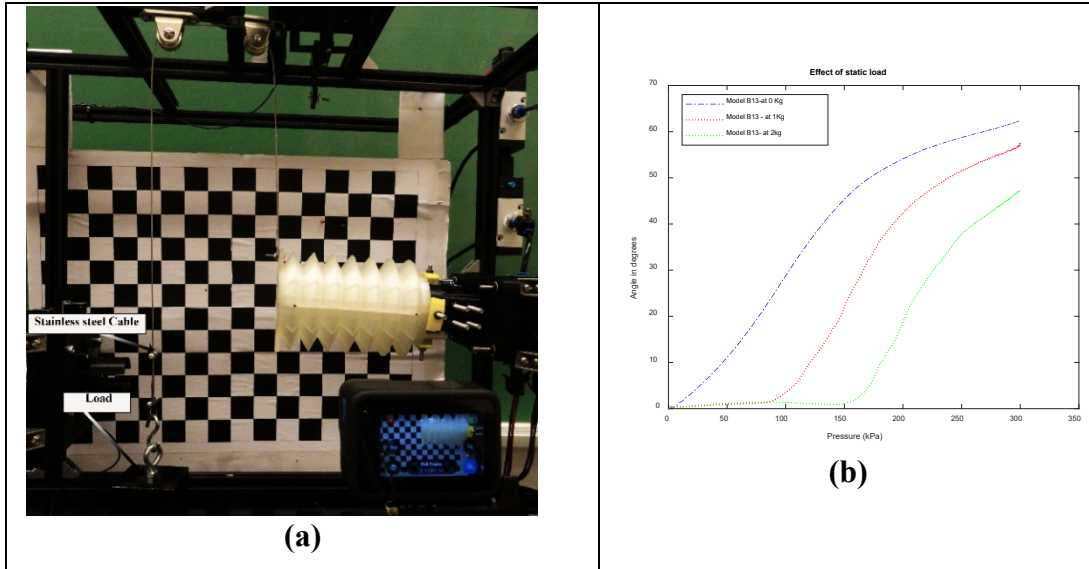 Stainless steel Cable
Load
(a)
Effect of static load
Model B13-at 0 Kg
Model B13 - at 1Kg
Model B13- at 2kg
Angle in degrees
70
60
50
40
30
20
10
0
0 50 100 150 200 250 300 350
Pressure (kPa)
(b)